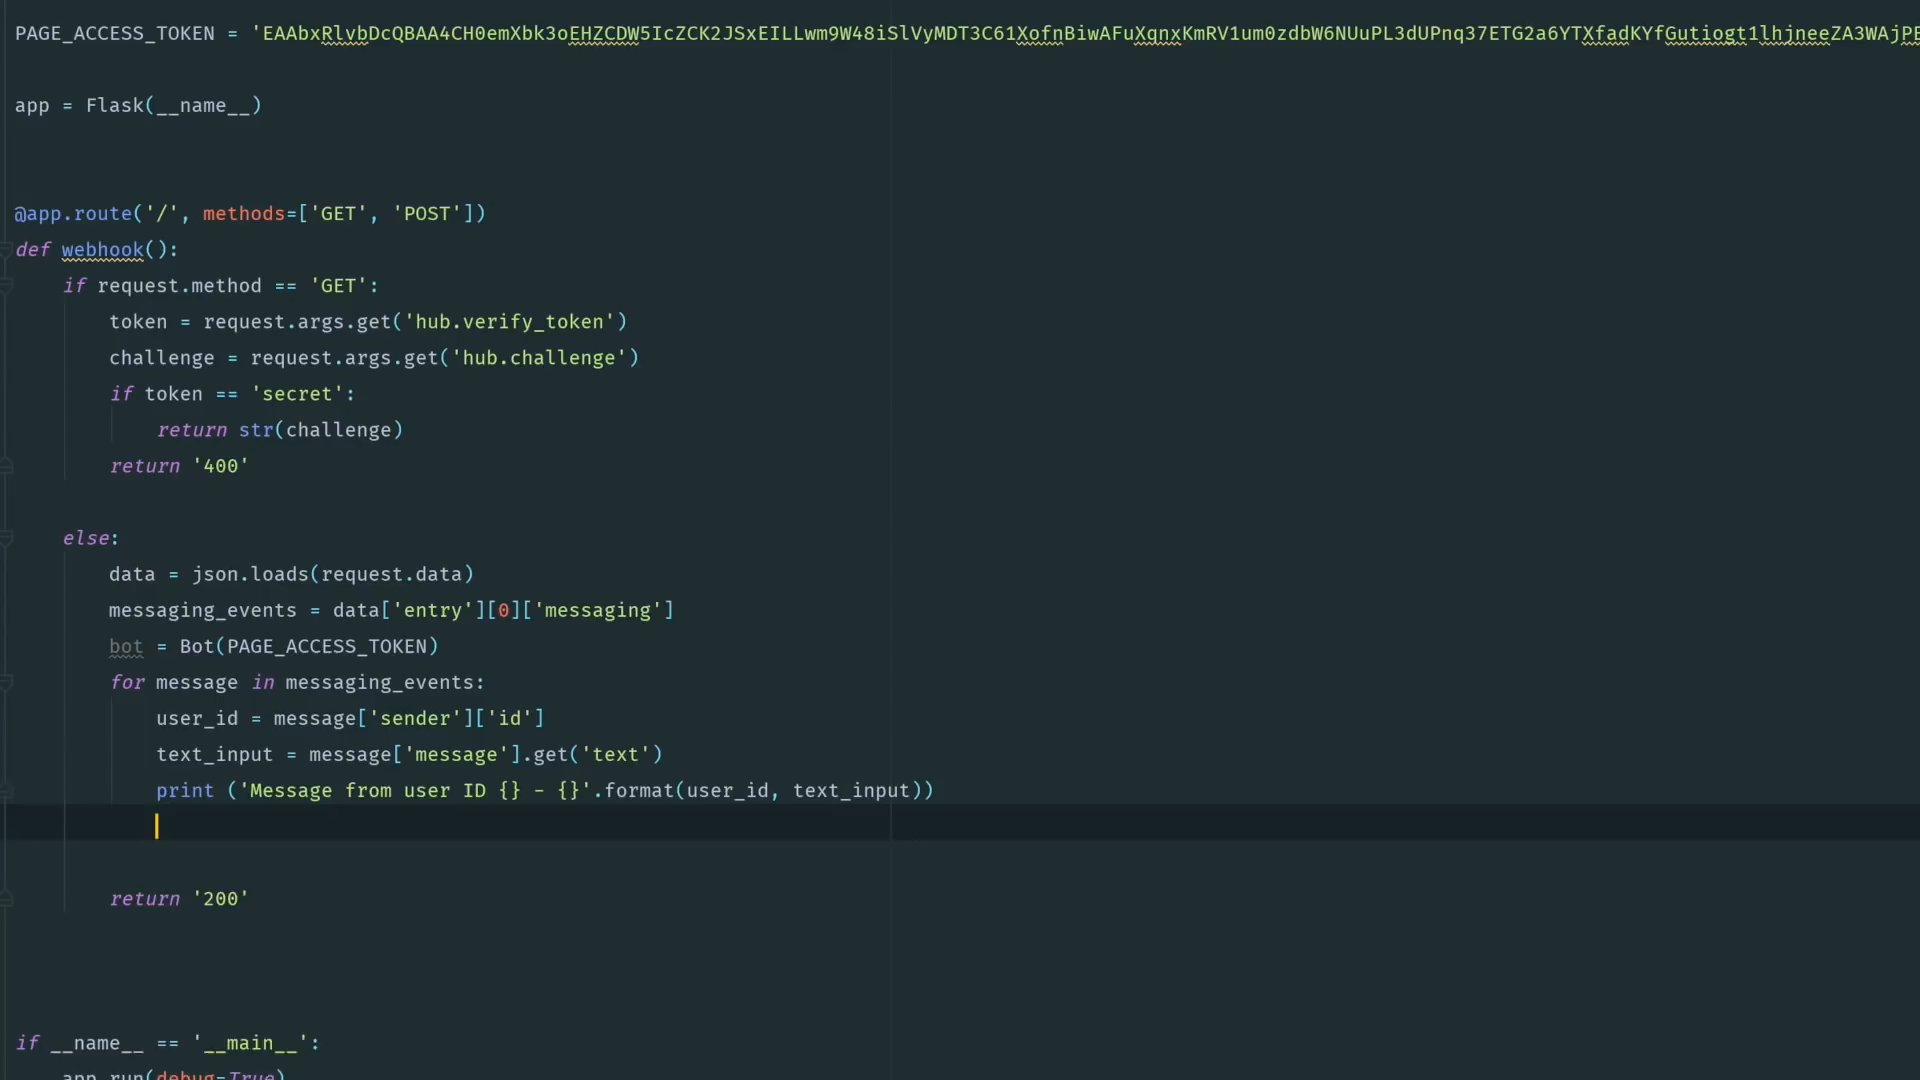 PAGE_ACCESS_TOKEN = 'EAAbxRlvbDcQBAA4CH0emXbk3oEHZCDW5IcZCK2JSxEILLwm9W48iSlVyMDT3C61XofnBiwAFuXqnxKmRV1um0zdbW6NUuPL3dUPnq37ETG2a6YTXfadKYfGutiogt1lhjneeZA3WAjPE
app = Flask(__name__)
@app.route('/', methods=['GET', 'POST'])
def webhook():
    if request.method == 'GET':
        token = request.args.get('hub.verify_token')
        challenge = request.args.get('hub.challenge')
        if token == 'secret':
            return str(challenge)
        return '400'
    else:
        data = json.loads(request.data)
        messaging_events = data['entry'][0]['messaging']
        bot = Bot(PAGE_ACCESS_TOKEN)
        for message in messaging_events:
            user_id = message['sender']['id']
            text_input = message['message'].get('text')
            print ('Message from user ID {} - {}'.format(user_id, text_input))
        return '200'
if __name__ == '__main__':
    app.run(debug=True)